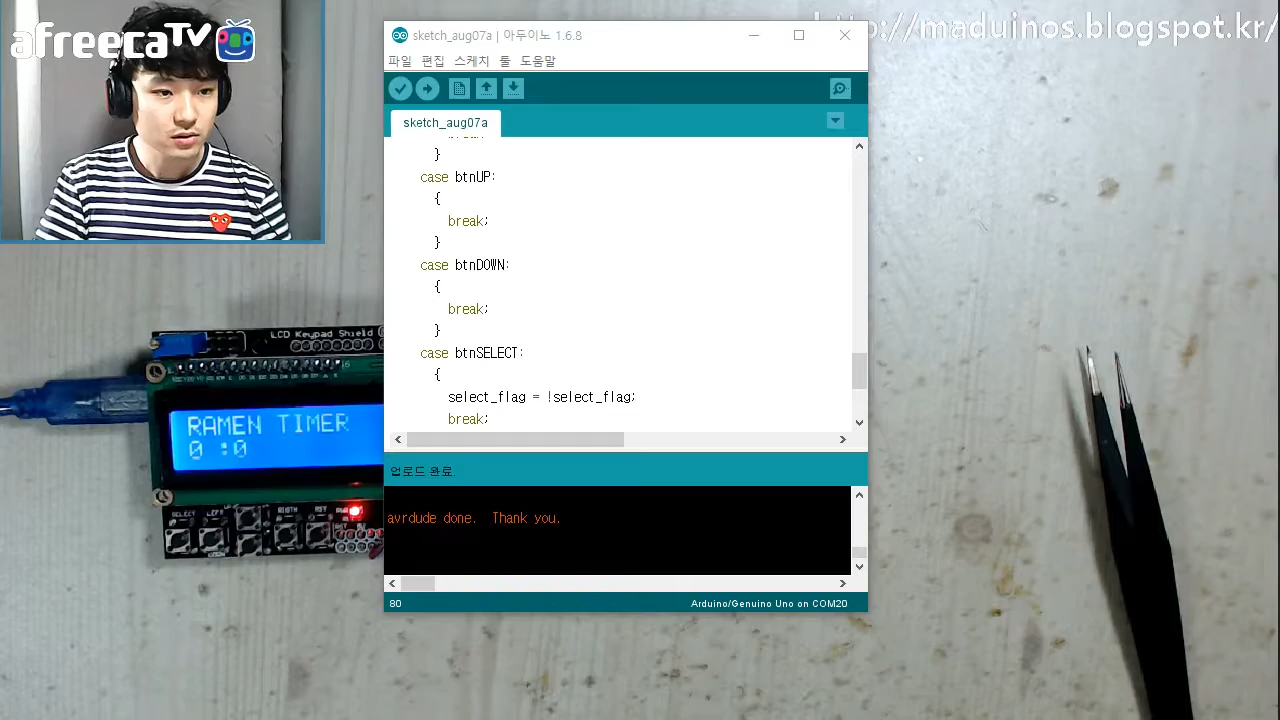 afreecaTV
http://maduinos.blogspot.kr/
sketch_aug07a | 아두이노 1.6.8
파일 편집 스케치 툴 도움말
sketch_aug07a
}
case btnUP:
{
break;
}
case btnDOWN:
{
break;
}
case btnSELECT:
{
select_flag = !select_flag;
break;
업로드 완료.
avrdude done.  Thank you.
80
Arduino/Genuino Uno on COM20
LCD Keypad Shield
RAMEN TIMER
0 :0
SELECT
LEFT
RIGTH
RST